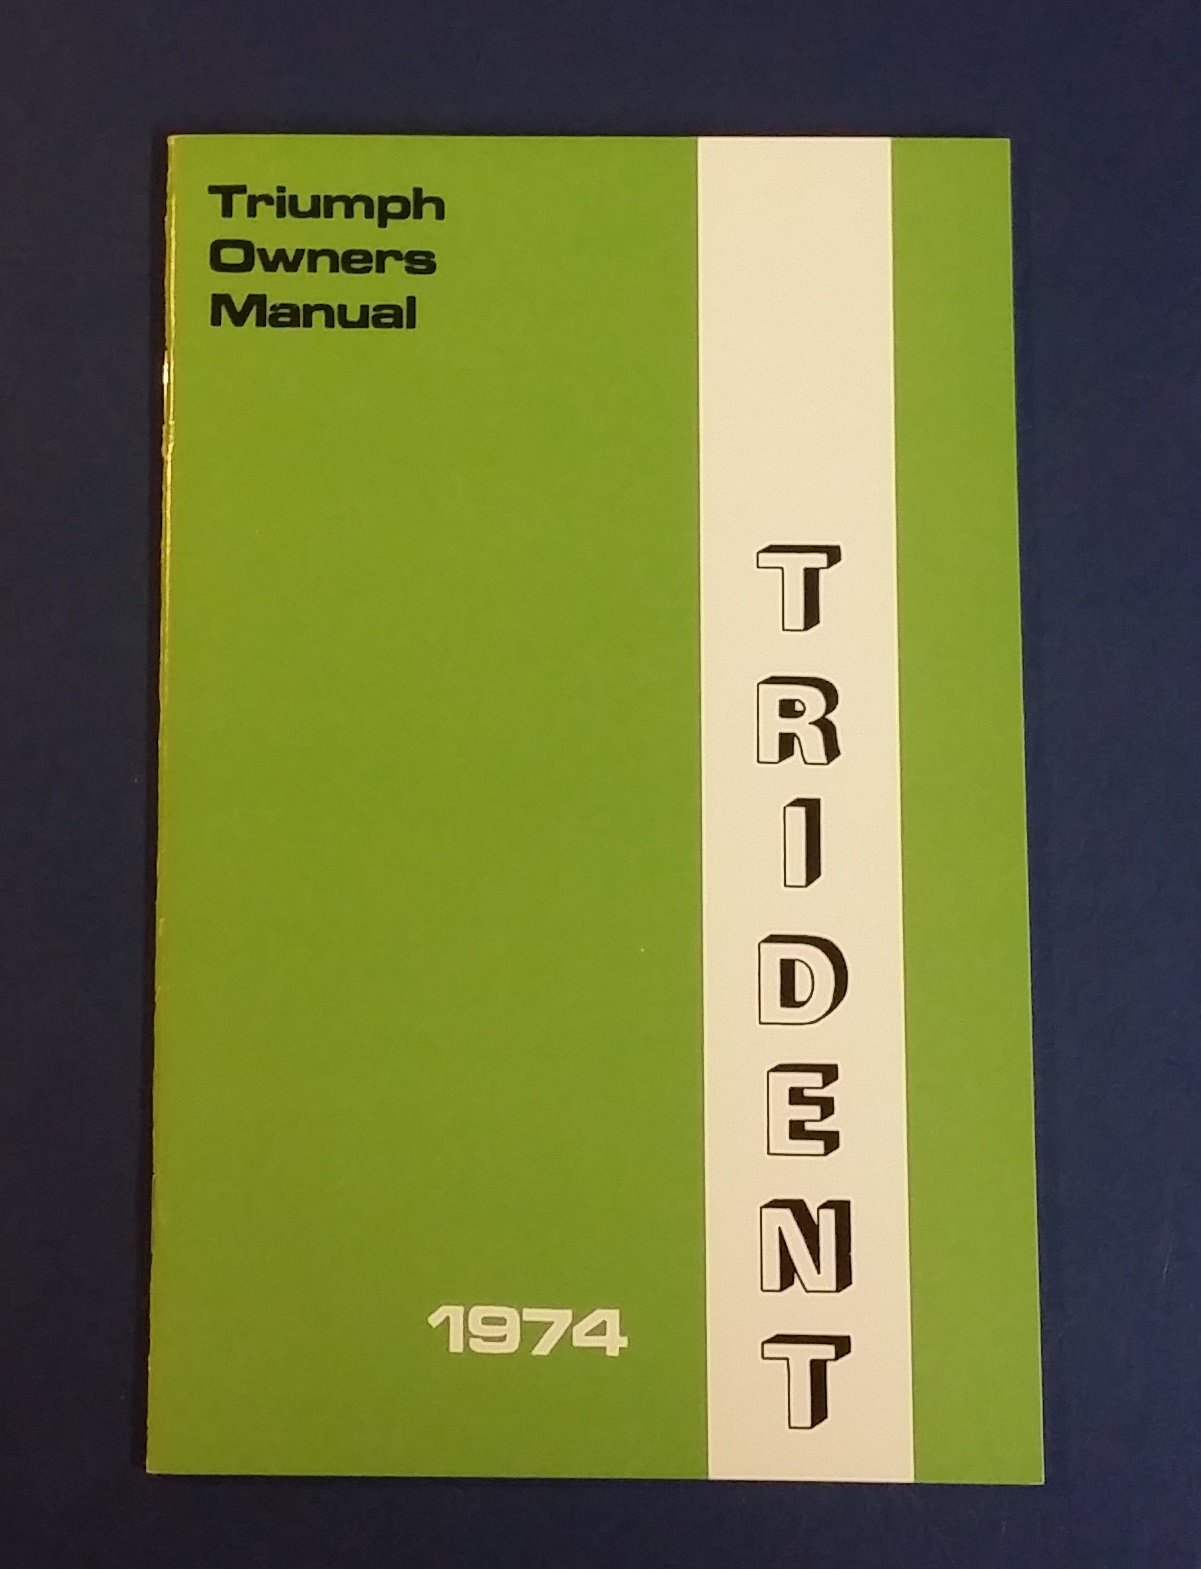 Triumph
Owners
Manual
TRIDENT
1974